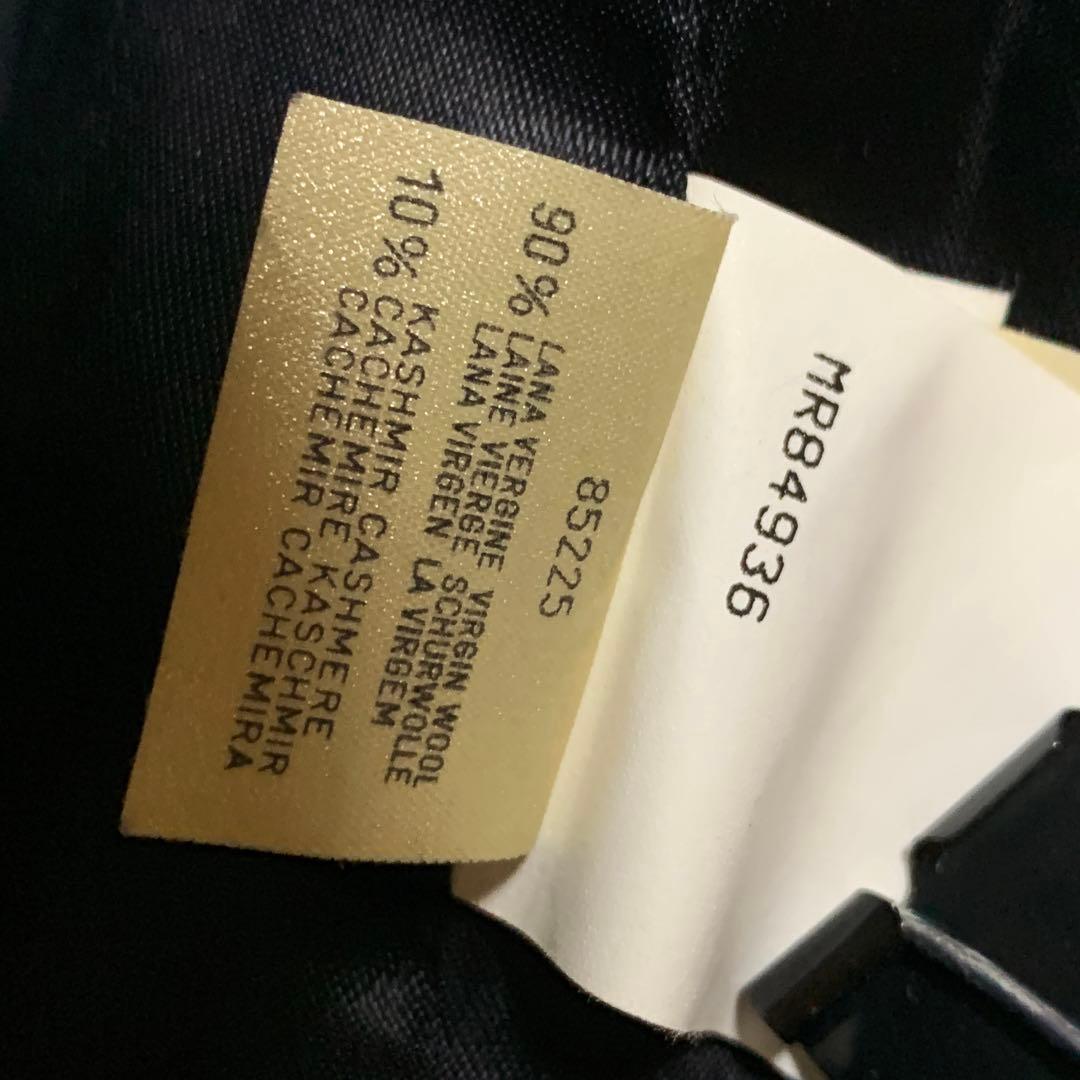 MR84936
85225
90% LANA VERGINE VIRGIN WOOL
LAINE VIERGE SCHURWOLLE
LANA VIRGEN LA VIRGEM
10% KASHMIR CASHMERE
CACHEMIRE KASCHMIR
CACHEMIR CACHEMIRA